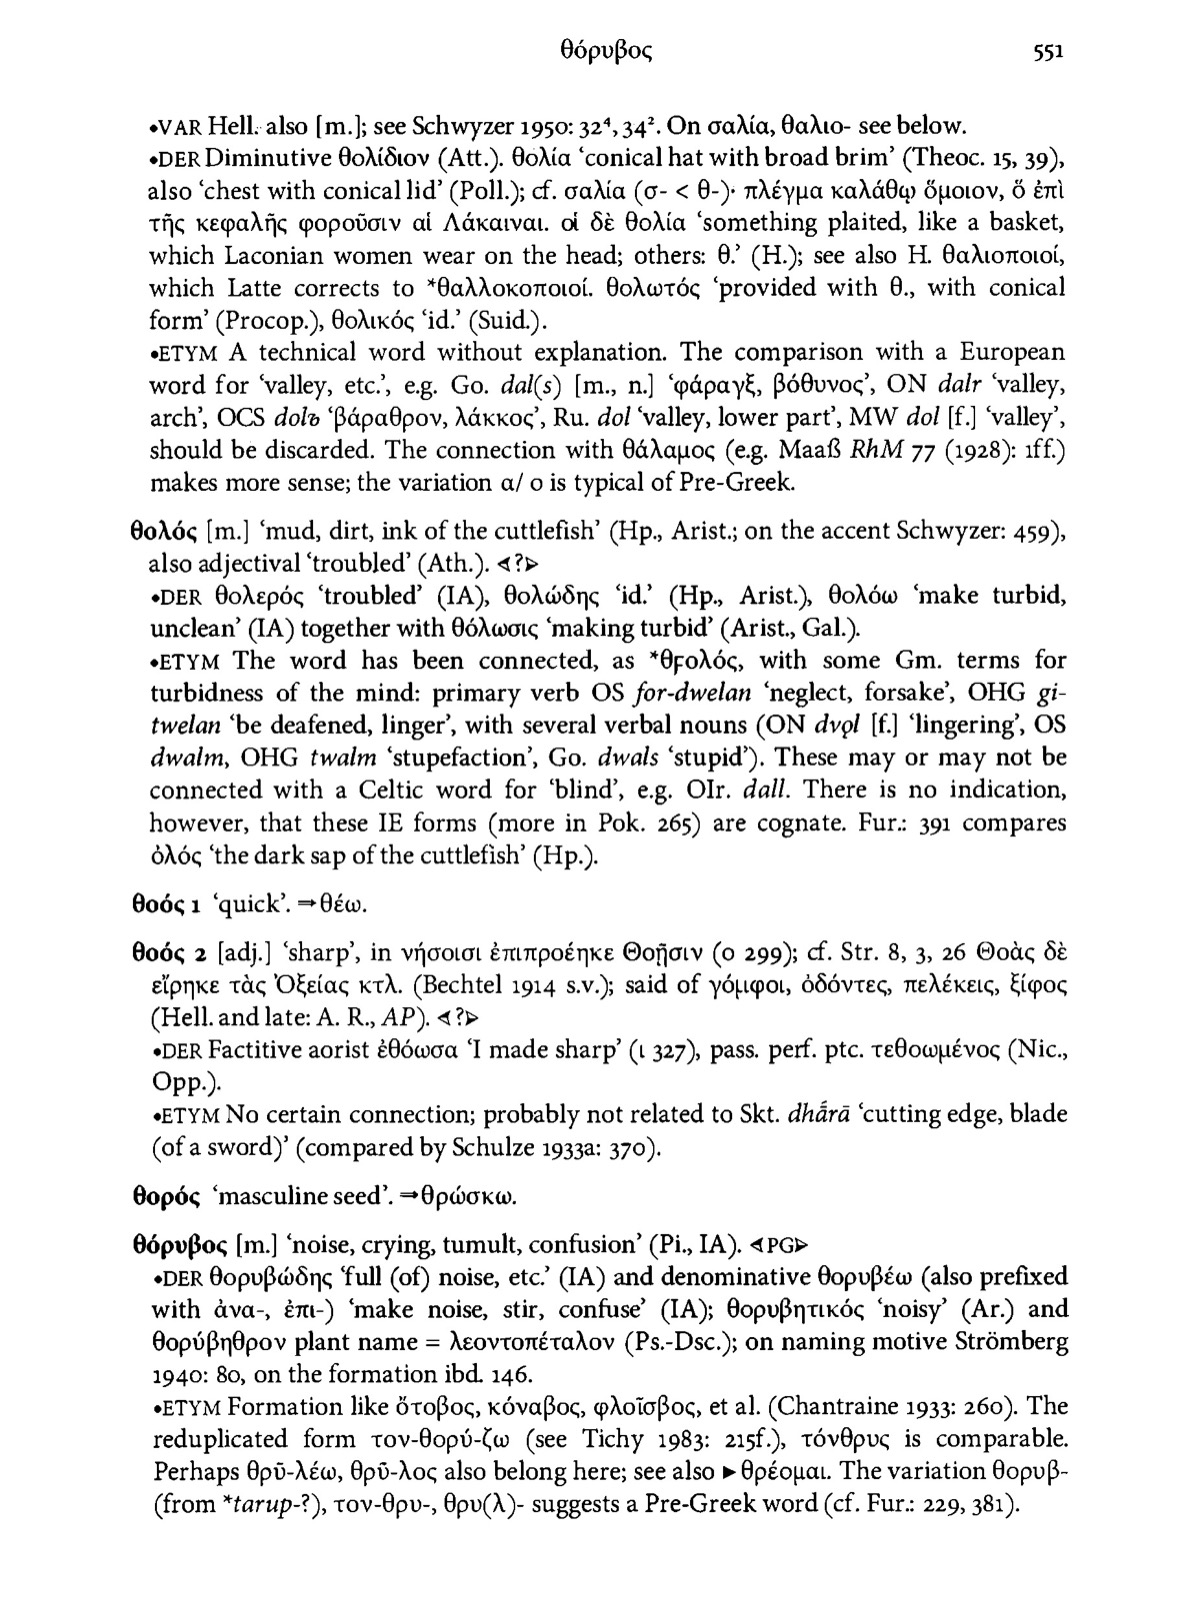 θόρυβος 551
•VAR Hell. also [m.]; see Schwyzer 1950: 32⁴, 34². On σαλία, θαλιο- see below.
•DER Diminutive θολίδιον (Att.). θολία ‘conical hat with broad brim’ (Theoc. 15, 39),
also ‘chest with conical lid’ (Poll.); cf. σαλία (σ- < θ-)· πλέγμα καλάθῳ ὅμοιον, ὅ ἐπὶ
τῆς κεφαλῆς φοροῦσιν αἱ Λάκαιναι. οἱ δὲ θολία ‘something plaited, like a basket,
which Laconian women wear on the head; others: θ.’ (H.); see also H. θαλιοποιοί,
which Latte corrects to *θαλλοκοποιοί. θολωτός ‘provided with θ., with conical
form’ (Procop.), θολικός ‘id.’ (Suid.).
•ETYM A technical word without explanation. The comparison with a European
word for ‘valley, etc.’, e.g. Go. dal(s) [m., n.] ‘φάραγξ, βόθυνος’, ON dalr ‘valley,
arch’, OCS dolъ ‘βάραθρον, λάκκος’, Ru. dol ‘valley, lower part’, MW dol [f.] ‘valley’,
should be discarded. The connection with θάλαμος (e.g. Maaß RhM 77 (1928): 1ff.)
makes more sense; the variation α/ ο is typical of Pre-Greek.
θολός [m.] ‘mud, dirt, ink of the cuttlefish’ (Hp., Arist.; on the accent Schwyzer: 459),
also adjectival ‘troubled’ (Ath.). ⊲?⊳
•DER θολερός ‘troubled’ (IA), θολώδης ‘id.’ (Hp., Arist.), θολόω ‘make turbid,
unclean’ (IA) together with θόλωσις ‘making turbid’ (Arist., Gal.).
•ETYM The word has been connected, as *θϝολός, with some Gm. terms for
turbidness of the mind: primary verb OS for-dwelan ‘neglect, forsake’, OHG gi-
twelan ‘be deafened, linger’, with several verbal nouns (ON dvǫl [f.] ‘lingering’, OS
dwalm, OHG twalm ‘stupefaction’, Go. dwals ‘stupid’). These may or may not be
connected with a Celtic word for ‘blind’, e.g. OIr. dall. There is no indication,
however, that these IE forms (more in Pok. 265) are cognate. Fur.: 391 compares
ὀλός ‘the dark sap of the cuttlefish’ (Hp.).
θοός 1 ‘quick’. ⇒θέω.
θοός 2 [adj.] ‘sharp’, in νήσοισι ἐπιπροέηκε Θοῇσιν (ο 299); cf. Str. 8, 3, 26 Θοὰς δὲ
εἴρηκε τὰς Ὀξείας κτλ. (Bechtel 1914 s.v.); said of γόμφοι, ὀδόντες, πελέκεις, ξίφος
(Hell. and late: A. R., AP). ⊲?⊳
•DER Factitive aorist ἐθόωσα ‘I made sharp’ (ι 327), pass. perf. ptc. τεθοωμένος (Nic.,
Opp.).
•ETYM No certain connection; probably not related to Skt. dhā́rā ‘cutting edge, blade
(of a sword)’ (compared by Schulze 1933a: 370).
θορός ‘masculine seed’. ⇒θρώσκω.
θόρυβος [m.] ‘noise, crying, tumult, confusion’ (Pi., IA). ⊲PG⊳
•DER θορυβώδης ‘full (of) noise, etc.’ (IA) and denominative θορυβέω (also prefixed
with ἀνα-, ἐπι-) ‘make noise, stir, confuse’ (IA); θορυβητικός ‘noisy’ (Ar.) and
θορύβηθρον plant name = λεοντοπέταλον (Ps.-Dsc.); on naming motive Strömberg
1940: 80, on the formation ibd. 146.
•ETYM Formation like ὄτοβος, κόναβος, φλοῖσβος, et al. (Chantraine 1933: 260). The
reduplicated form τον-θορύ-ζω (see Tichy 1983: 215f.), τόνθρυς is comparable.
Perhaps θρῡ-λέω, θρῦ-λος also belong here; see also ►θρέομαι. The variation θορυβ-
(from *tarup-?), τον-θρυ-, θρυ(λ)- suggests a Pre-Greek word (cf. Fur.: 229, 381).